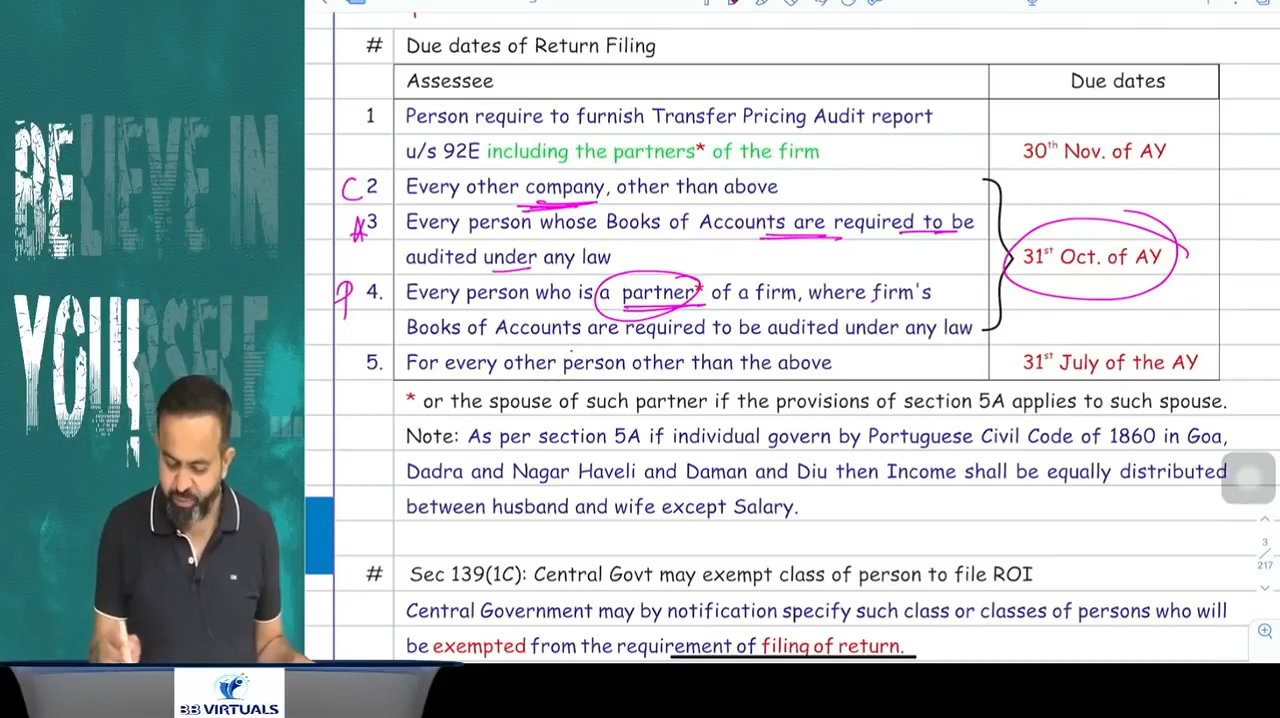 BELIEVE IN
YOURSELF...
# Due dates of Return Filing
Assessee Due dates
1 Person require to furnish Transfer Pricing Audit report
u/s 92E including the partners* of the firm 30th Nov. of AY
C 2 Every other company, other than above
A 3 Every person whose Books of Accounts are required to be
audited under any law 31st Oct. of AY
P 4. Every person who is a partner* of a firm, where firm's
Books of Accounts are required to be audited under any law
5. For every other person other than the above 31st July of the AY
* or the spouse of such partner if the provisions of section 5A applies to such spouse.
Note: As per section 5A if individual govern by Portuguese Civil Code of 1860 in Goa,
Dadra and Nagar Haveli and Daman and Diu then Income shall be equally distributed
between husband and wife except Salary.
3
/
217
# Sec 139(1C): Central Govt may exempt class of person to file ROI
Central Government may by notification specify such class or classes of persons who will
be exempted from the requirement of filing of return.
BB VIRTUALS